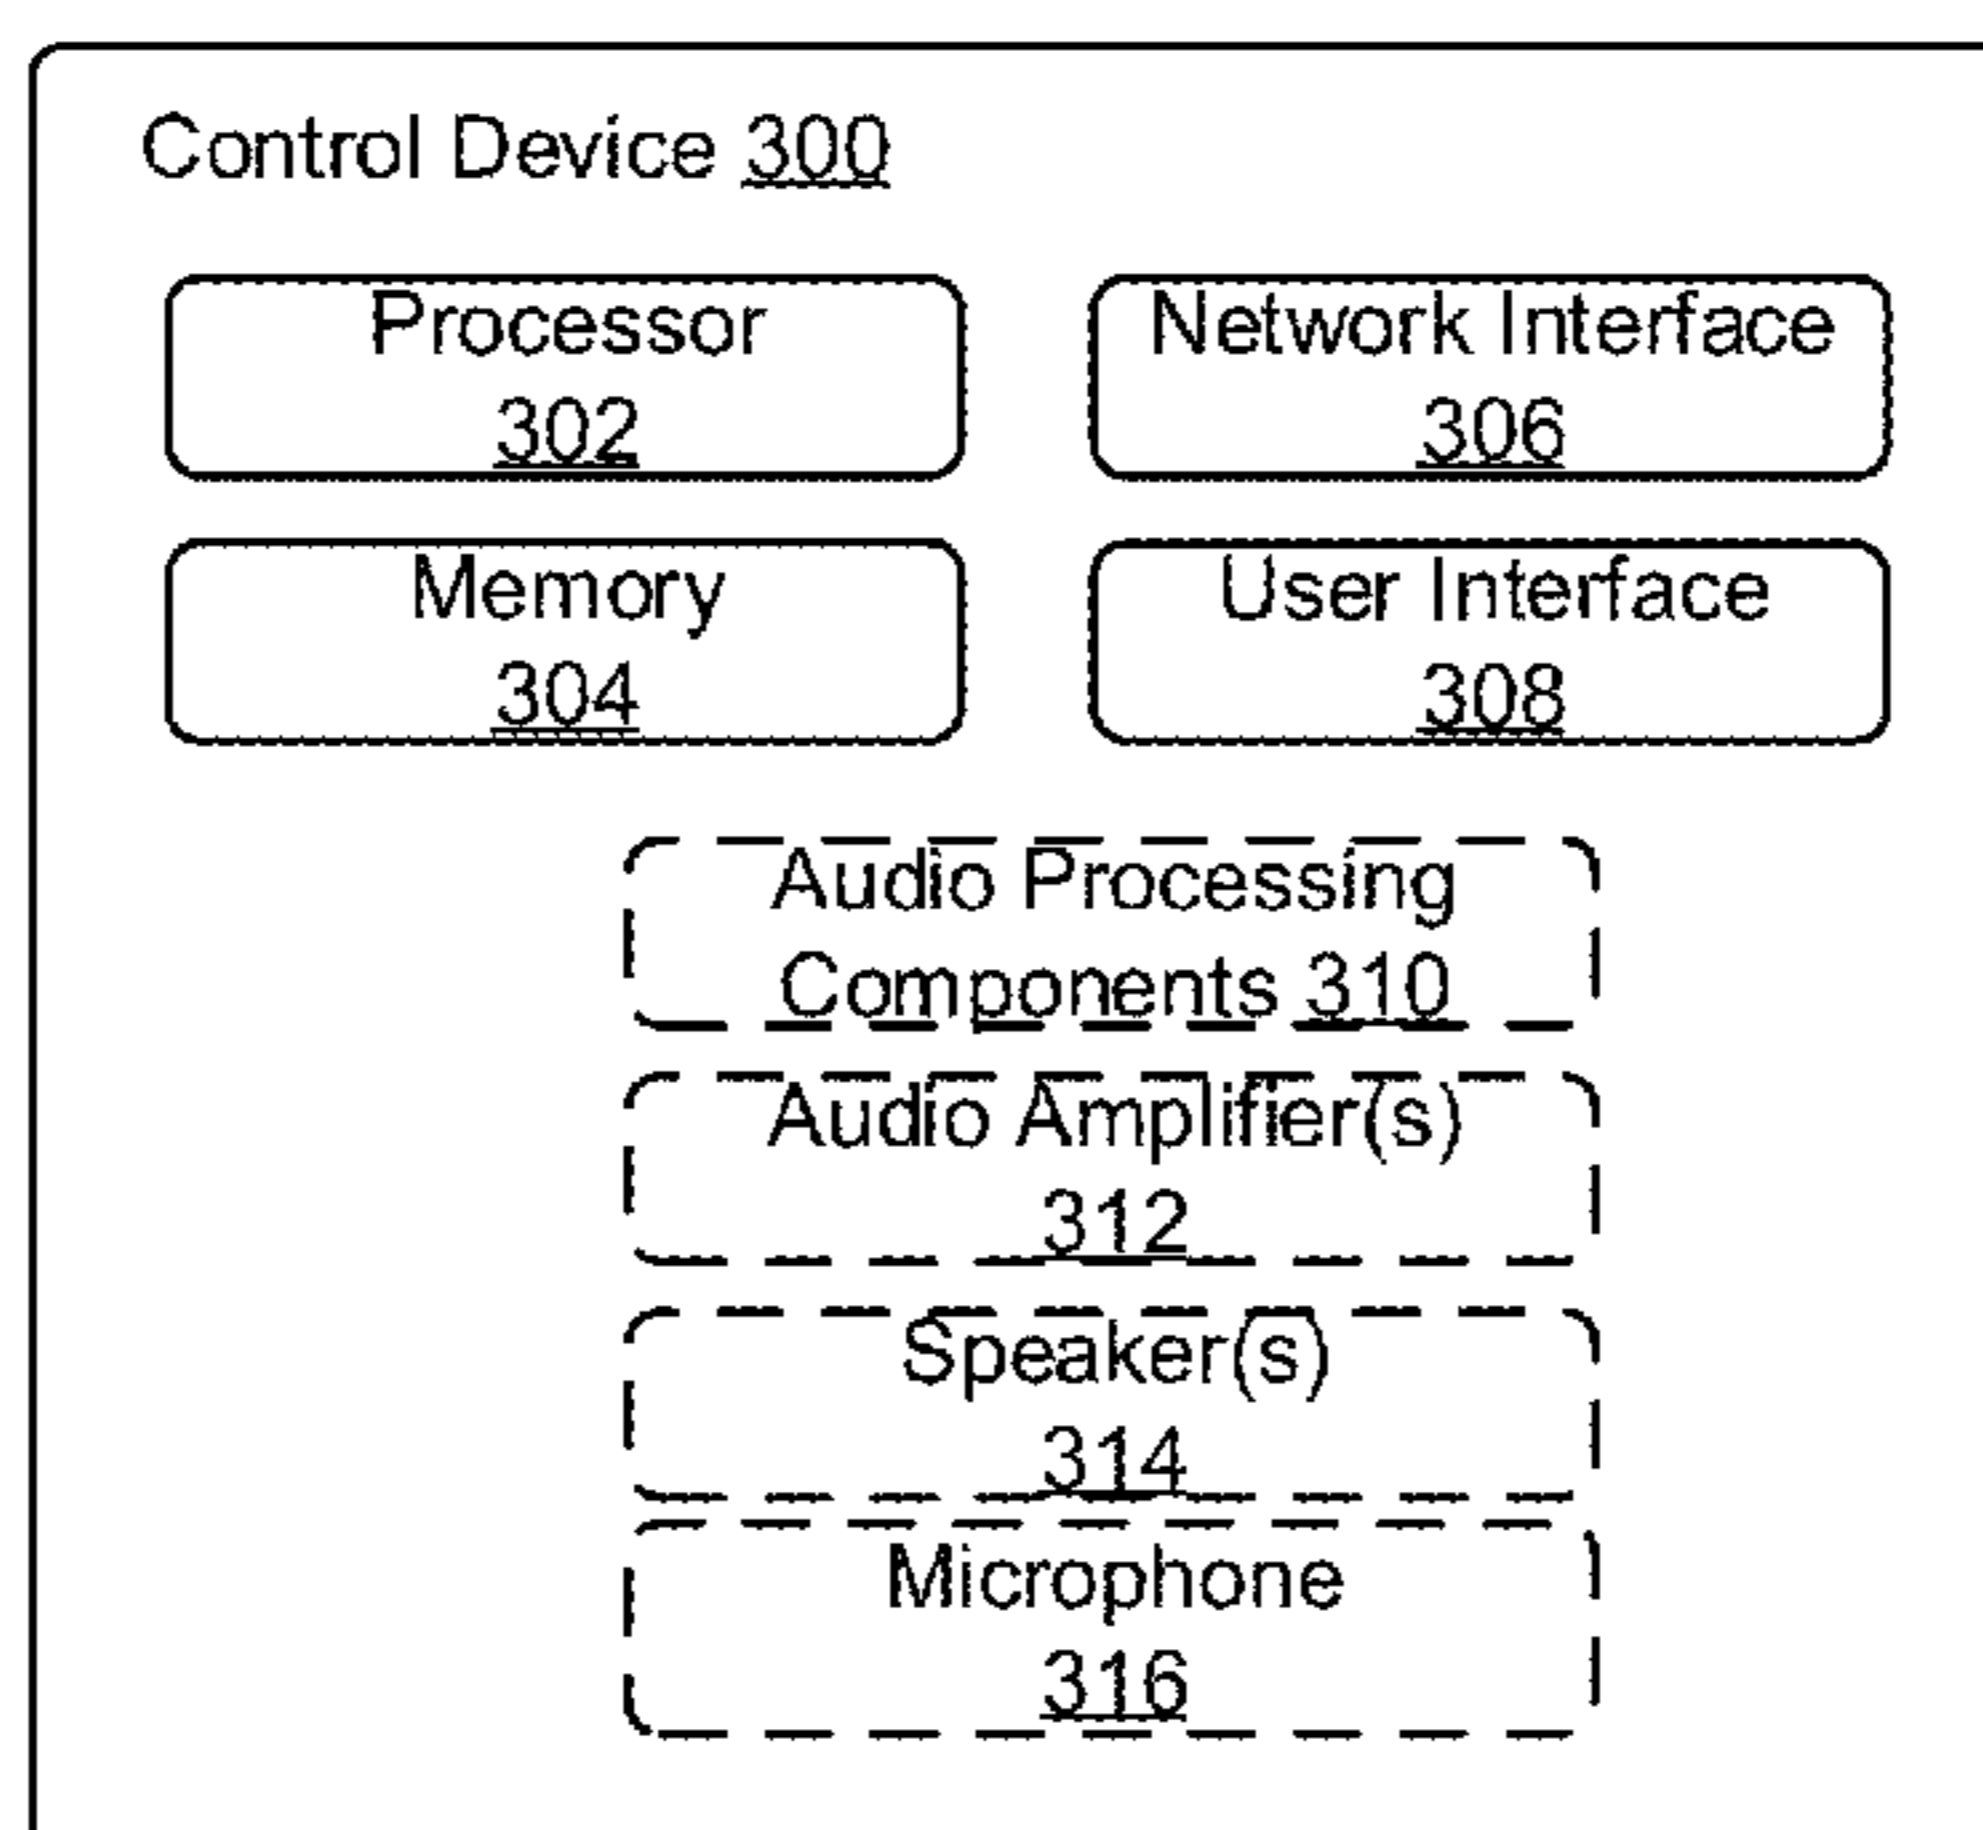 Control Device 300
Processor
302
Network Interface
306
Memory
304
User Interface
308
Audio Processing
Components 310
Audio Amplifier(s)
312
Speaker(s)
314
Microphone
316